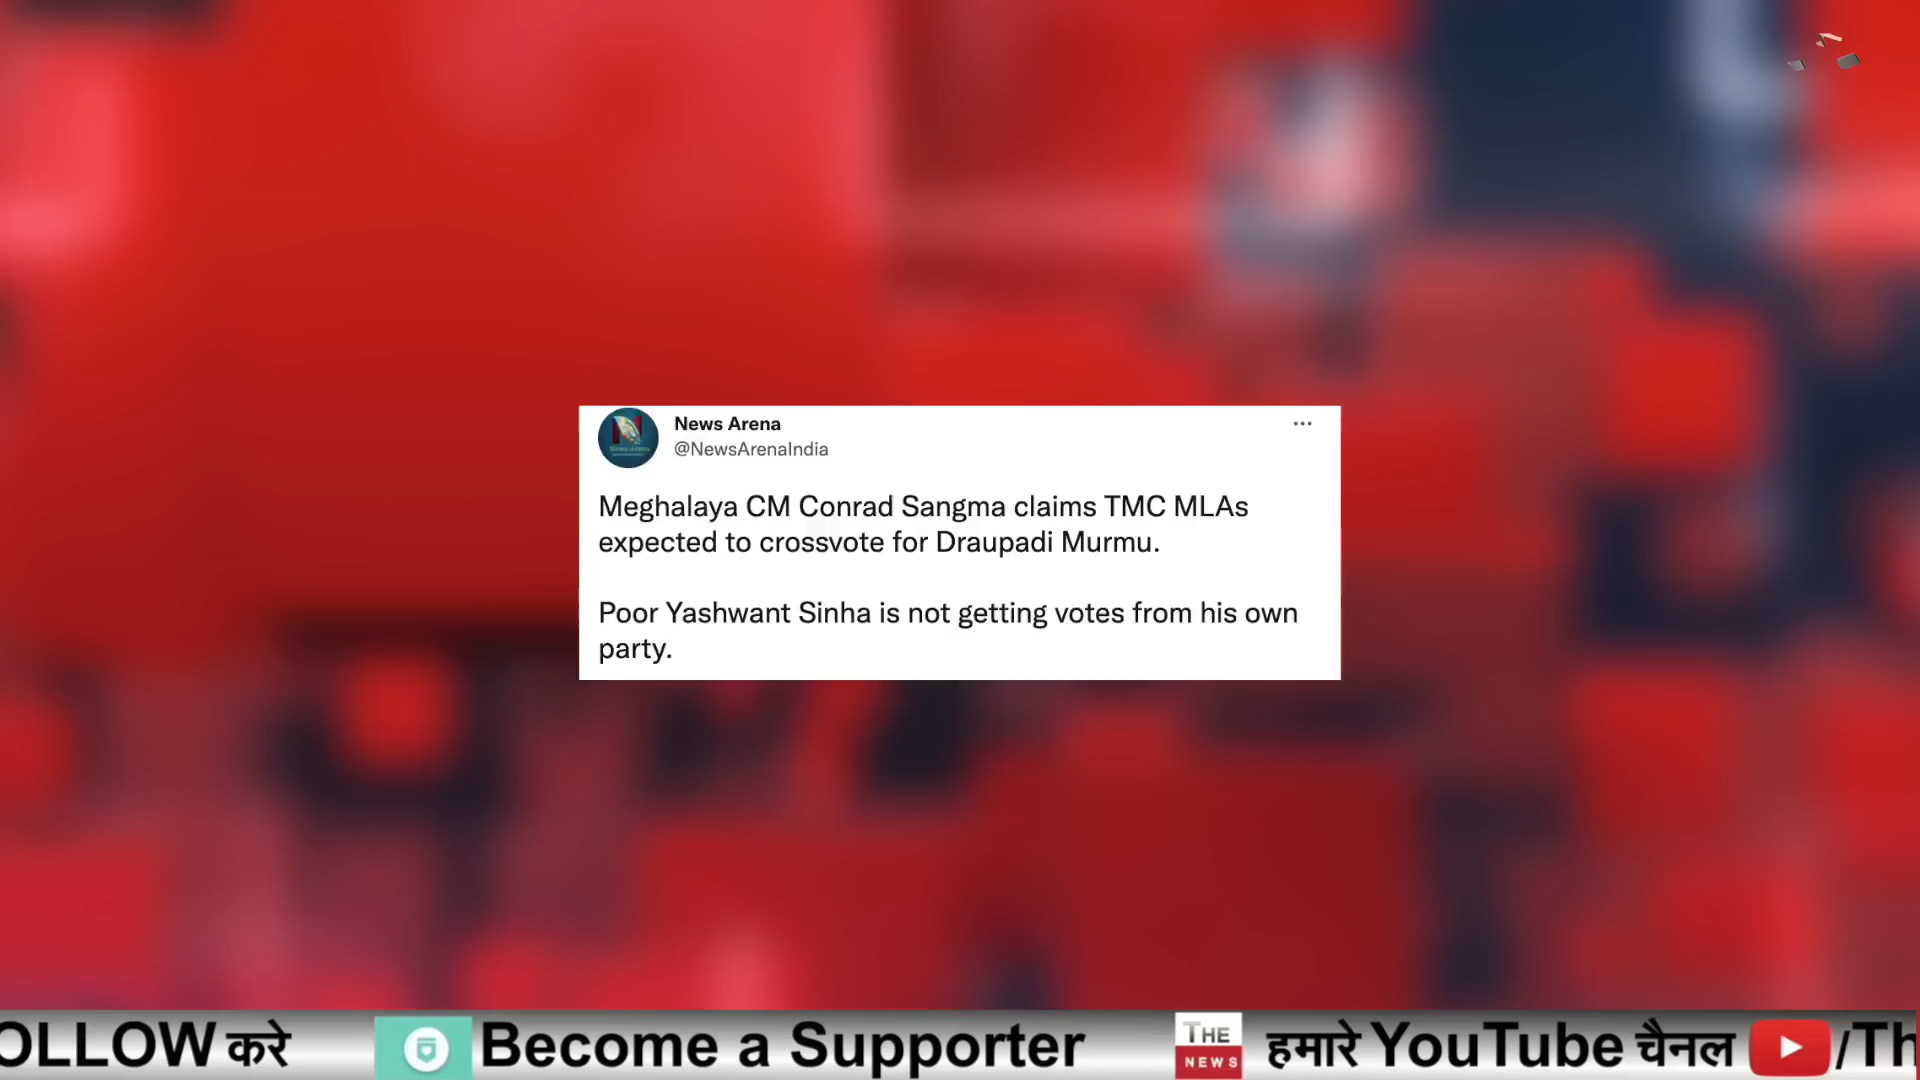 News Arena
@NewsArenaIndia
Meghalaya CM Conrad Sangma claims TMC MLAs
expected to crossvote for Draupadi Murmu.
Poor Yashwant Sinha is not getting votes from his own
party.
OLLOW करे Become a Supporter THE NEWS हमारे YouTube चैनल /Th